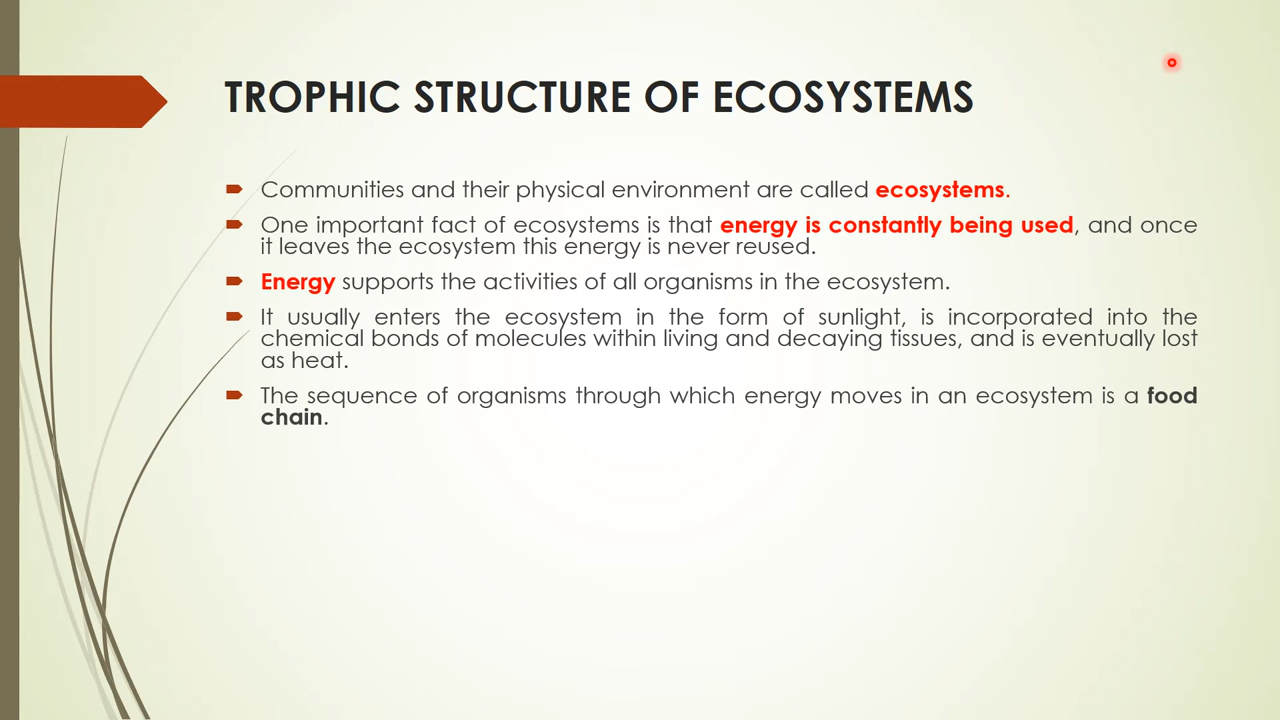 TROPHIC STRUCTURE OF ECOSYSTEMS
Communities and their physical environment are called ecosystems.
One important fact of ecosystems is that energy is constantly being used, and once
it leaves the ecosystem this energy is never reused.
Energy supports the activities of all organisms in the ecosystem.
It usually enters the ecosystem in the form of sunlight, is incorporated into the
chemical bonds of molecules within living and decaying tissues, and is eventually lost
as heat.
The sequence of organisms through which energy moves in an ecosystem is a food
chain.